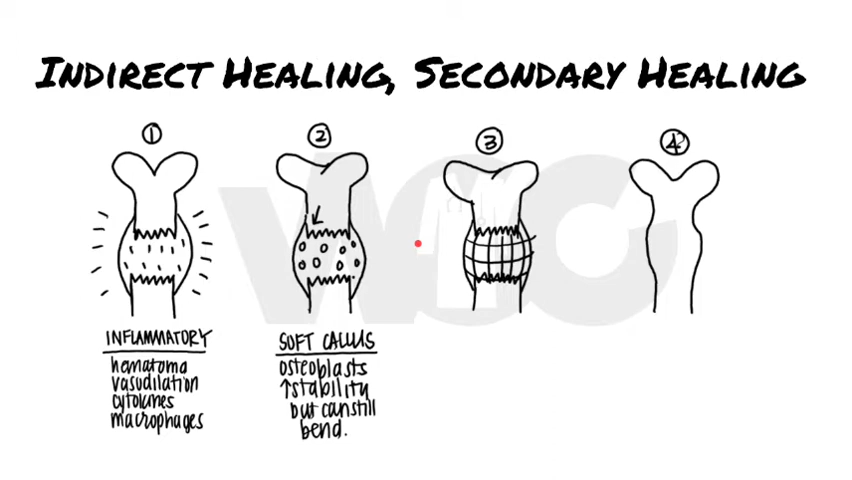 INDIRECT HEALING, SECONDARY HEALING
1 2 3 4
INFLAMMATORY
hematoma
vasodilation
cytokines
macrophages
SOFT CALLUS
osteoblasts
↑stability
but can still
bend.